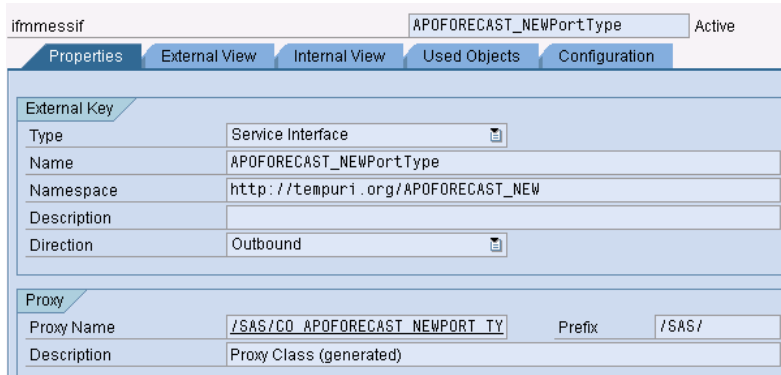 ifmmessif APOFORECAST_NEWPortType Active
Properties External View Internal View Used Objects Configuration
External Key
Type Service Interface
Name APOFORECAST_NEWPortType
Namespace http://tempuri.org/APOFORECAST_NEW
Description
Direction Outbound
Proxy
Proxy Name /SAS/CO_APOFORECAST_NEWPORT_TY Prefix /SAS/
Description Proxy Class (generated)